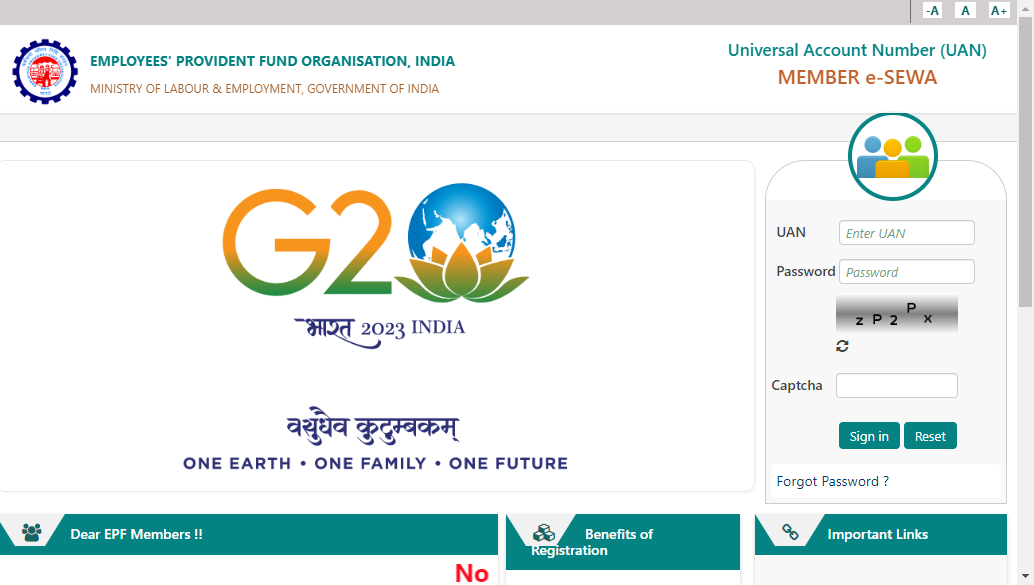 -A A A+
EMPLOYEES' PROVIDENT FUND ORGANISATION, INDIA
MINISTRY OF LABOUR & EMPLOYMENT, GOVERNMENT OF INDIA
Universal Account Number (UAN)
MEMBER e-SEWA
G20
भारत 2023 INDIA
वसुधैव कुटुम्बकम्
ONE EARTH • ONE FAMILY • ONE FUTURE
UAN Enter UAN
Password Password
z P 2 P x
Captcha
Sign in Reset
Forgot Password ?
Dear EPF Members !!
No
Benefits of
Registration
Important Links